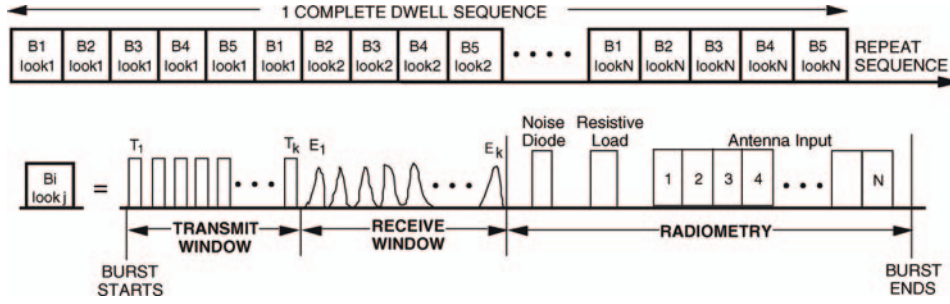 1 COMPLETE DWELL SEQUENCE
B1 B2 B3 B4 B5 B1 B2 B3 B4 B5 • • • • • B1 B2 B3 B4 B5 REPEAT
look1 look1 look1 look1 look1 look1 look2 look2 look2 look2 lookN lookN lookN lookN lookN SEQUENCE
Noise Resistive
Diode Load Antenna Input
T1 Tk E1 Ek
Bi
look j = • • • • • • 1 2 3 4 • • • N
TRANSMIT RECEIVE RADIOMETRY
WINDOW WINDOW
BURST BURST
STARTS ENDS